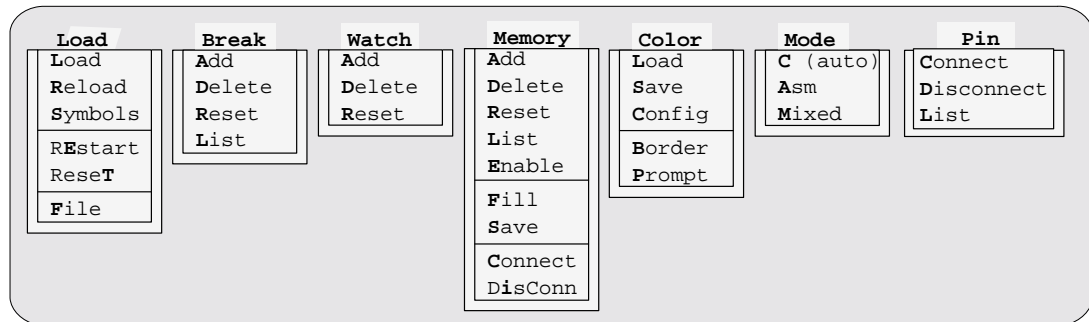 Load
Load
Reload
Symbols
REstart
ReseT
File
Break
Add
Delete
Reset
List
Watch
Add
Delete
Reset
Memory
Add
Delete
Reset
List
Enable
Fill
Save
Connect
DisConn
Color
Load
Save
Config
Border
Prompt
Mode
C (auto)
Asm
Mixed
Pin
Connect
Disconnect
List